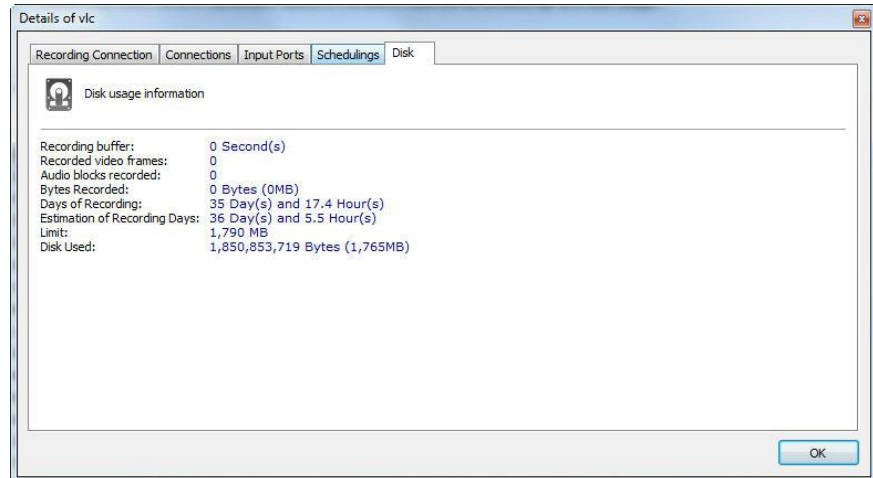 Details of vlc
Recording Connection Connections Input Ports Schedulings Disk
Disk usage information
Recording buffer: 0 Second(s)
Recorded video frames: 0
Audio blocks recorded: 0
Bytes Recorded: 0 Bytes (0MB)
Days of Recording: 35 Day(s) and 17.4 Hour(s)
Estimation of Recording Days: 36 Day(s) and 5.5 Hour(s)
Limit: 1,790 MB
Disk Used: 1,850,853,719 Bytes (1,765MB)
OK